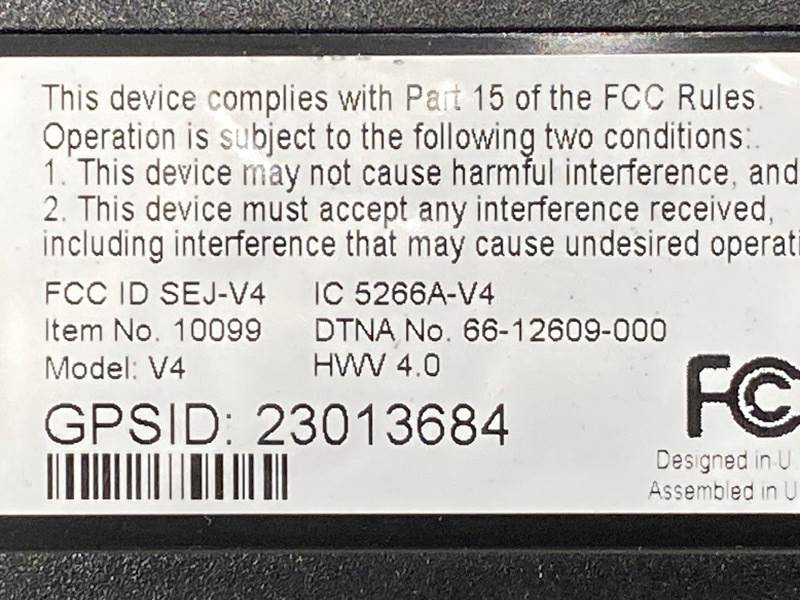 This device complies with Part 15 of the FCC Rules.
Operation is subject to the following two conditions:.
1. This device may not cause harmful interference, and
2. This device must accept any interference received,
including interference that may cause undesired operati
FCC ID SEJ-V4 IC 5266A-V4
Item No. 10099 DTNA No. 66-12609-000
Model: V4 HWV 4.0
GPSID: 23013684
FC
Designed in U
Assembled in U